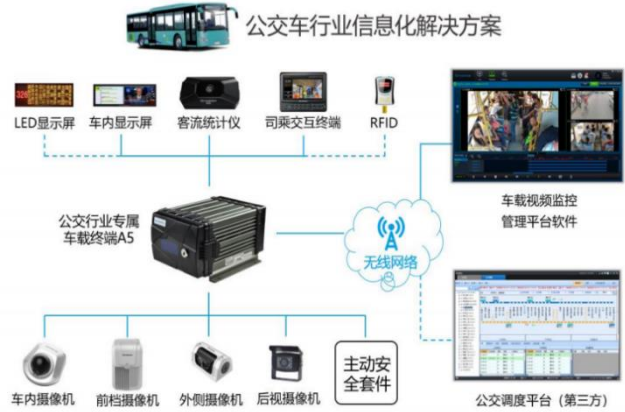 公交车行业信息化解决方案
LED显示屏
车内显示屏
客流统计仪
司乘交互终端
RFID
326
车载视频监控
管理平台软件
公交行业专属
车载终端A5
无线网络
车内摄像机
前档摄像机
外侧摄像机
后视摄像机
主动安
全套件
公交调度平台（第三方）